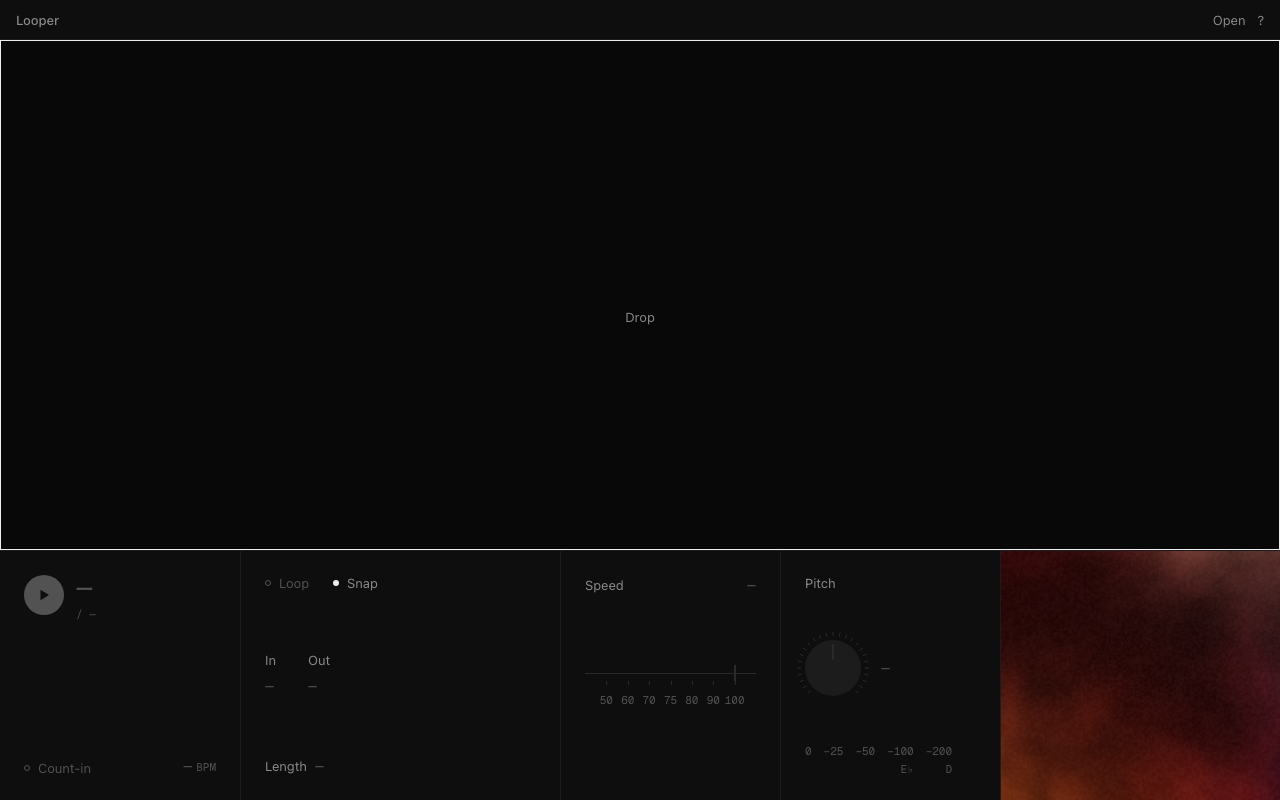 Looper
Open ?
Drop
—
/ –
Loop Snap
Speed –
Pitch
In Out
– –
–
50 60 70 75 80 90 100
0 −25 −50 −100 −200
E♭ D
Length –
Count-in
– BPM